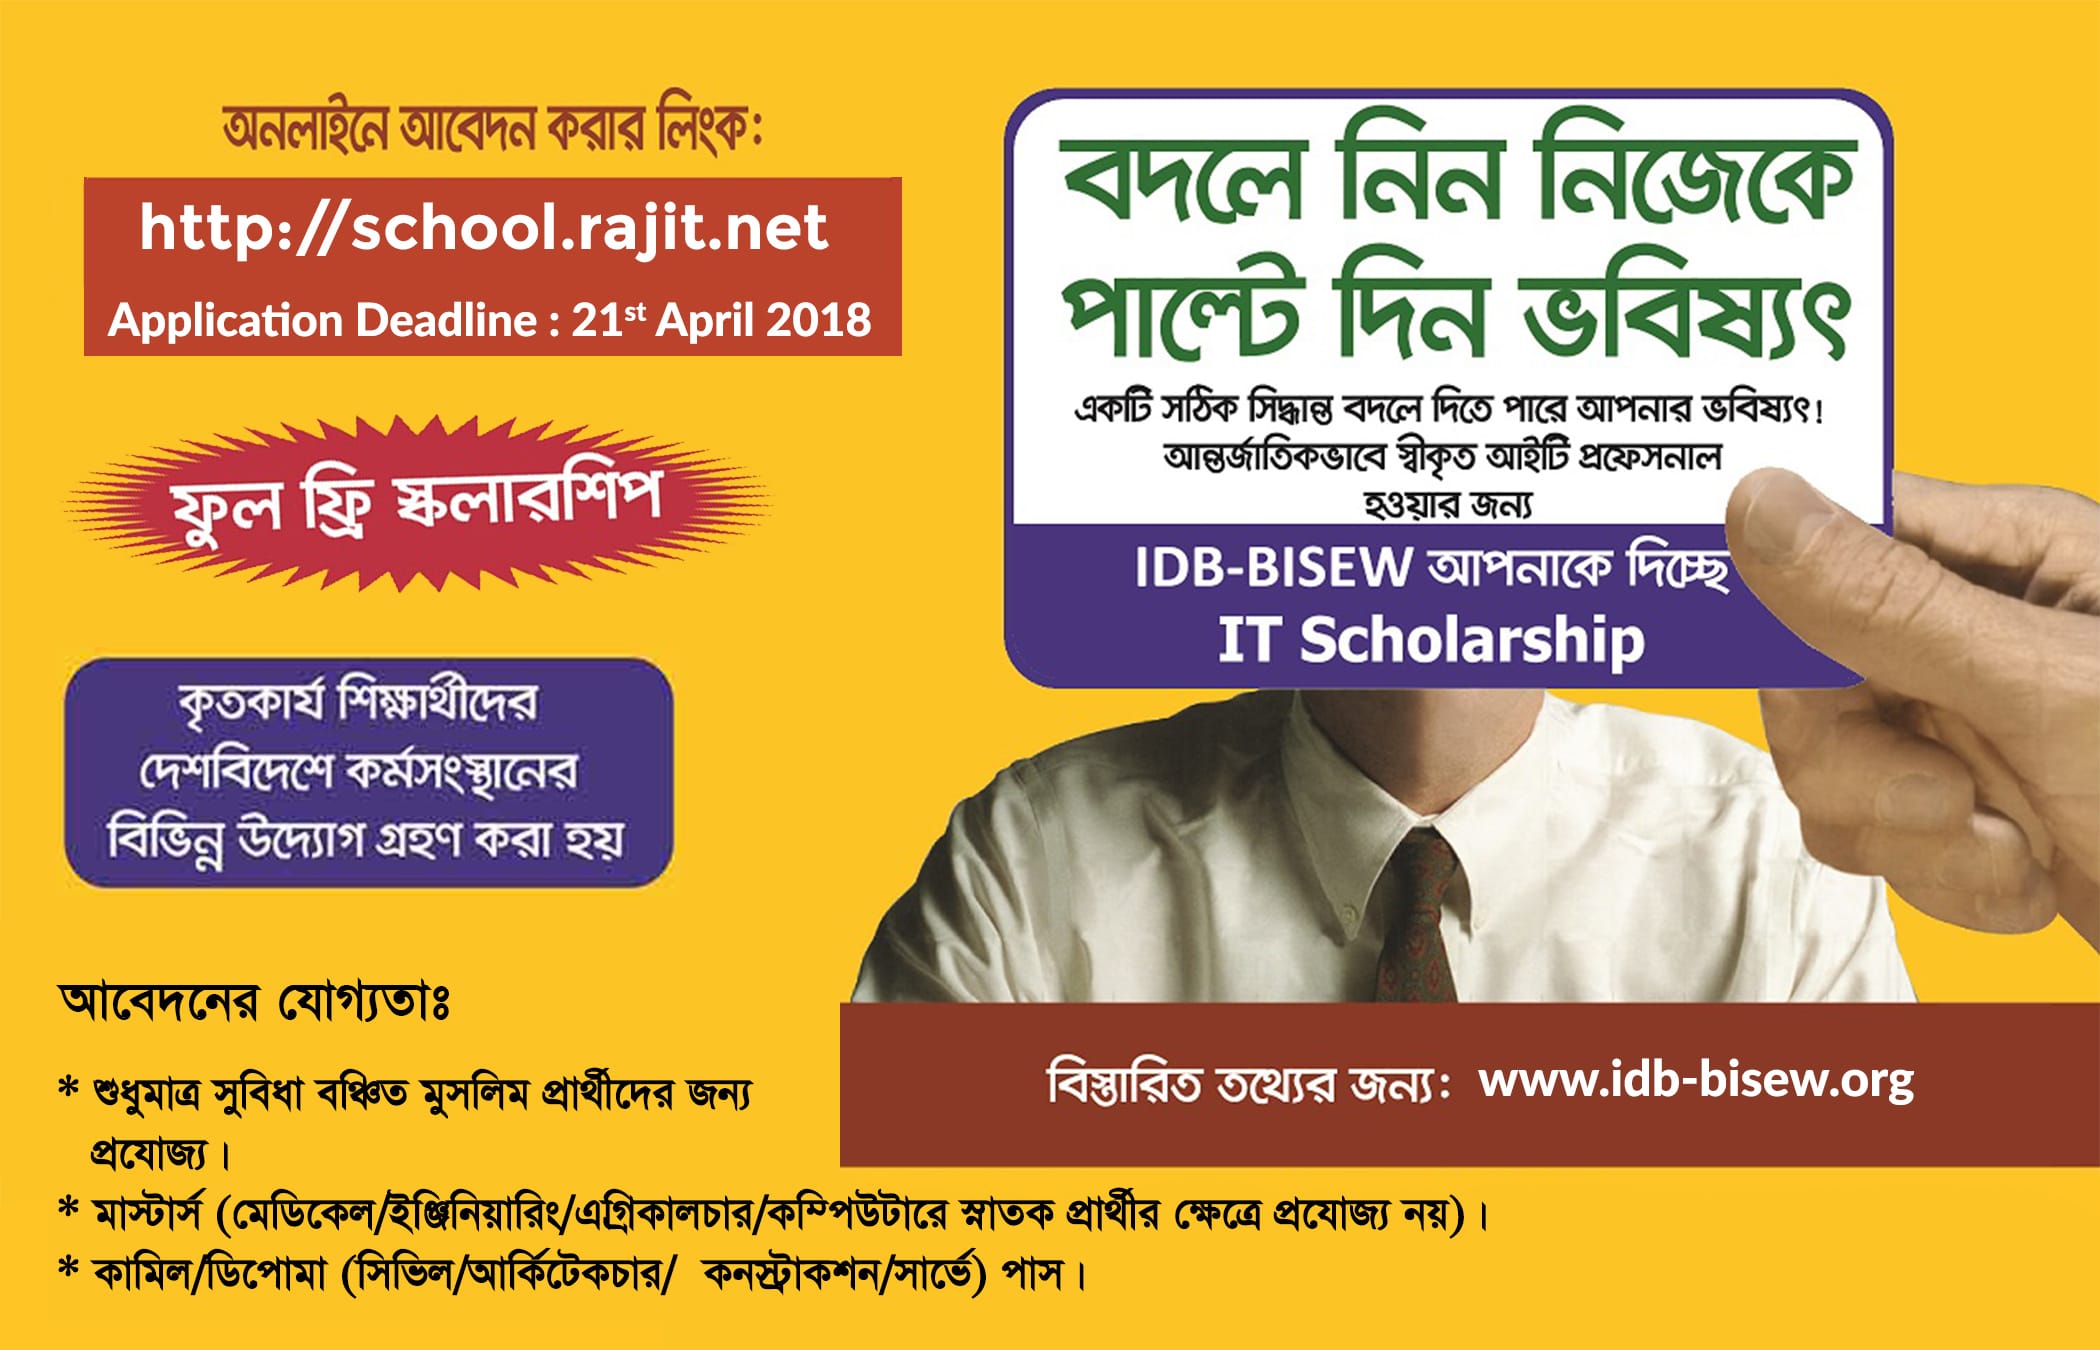 অনলাইনে আবেদন করার লিংক:
http://school.rajit.net
Application Deadline : 21st April 2018
ফুল ফ্রি স্কলারশিপ
কৃতকার্য শিক্ষার্থীদের
দেশবিদেশে কর্মসংস্থানের
বিভিন্ন উদ্যোগ গ্রহণ করা হয়
বদলে নিন নিজেকে
পাল্টে দিন ভবিষ্যৎ
একটি সঠিক সিদ্ধান্ত বদলে দিতে পারে আপনার ভবিষ্যৎ!
আন্তর্জাতিকভাবে স্বীকৃত আইটি প্রফেসনাল
হওয়ার জন্য
IDB-BISEW আপনাকে দিচ্ছে
IT Scholarship
বিস্তারিত তথ্যের জন্য: www.idb-bisew.org
আবেদনের যোগ্যতাঃ
* শুধুমাত্র সুবিধা বঞ্চিত মুসলিম প্রার্থীদের জন্য
প্রযোজ্য।
* মাস্টার্স (মেডিকেল/ইঞ্জিনিয়ারিং/এগ্রিকালচার/কম্পিউটারে স্নাতক প্রার্থীর ক্ষেত্রে প্রযোজ্য নয়)।
* কামিল/ডিপোমা (সিভিল/আর্কিটেকচার/ কনস্ট্রাকশন/সার্ভে) পাস।